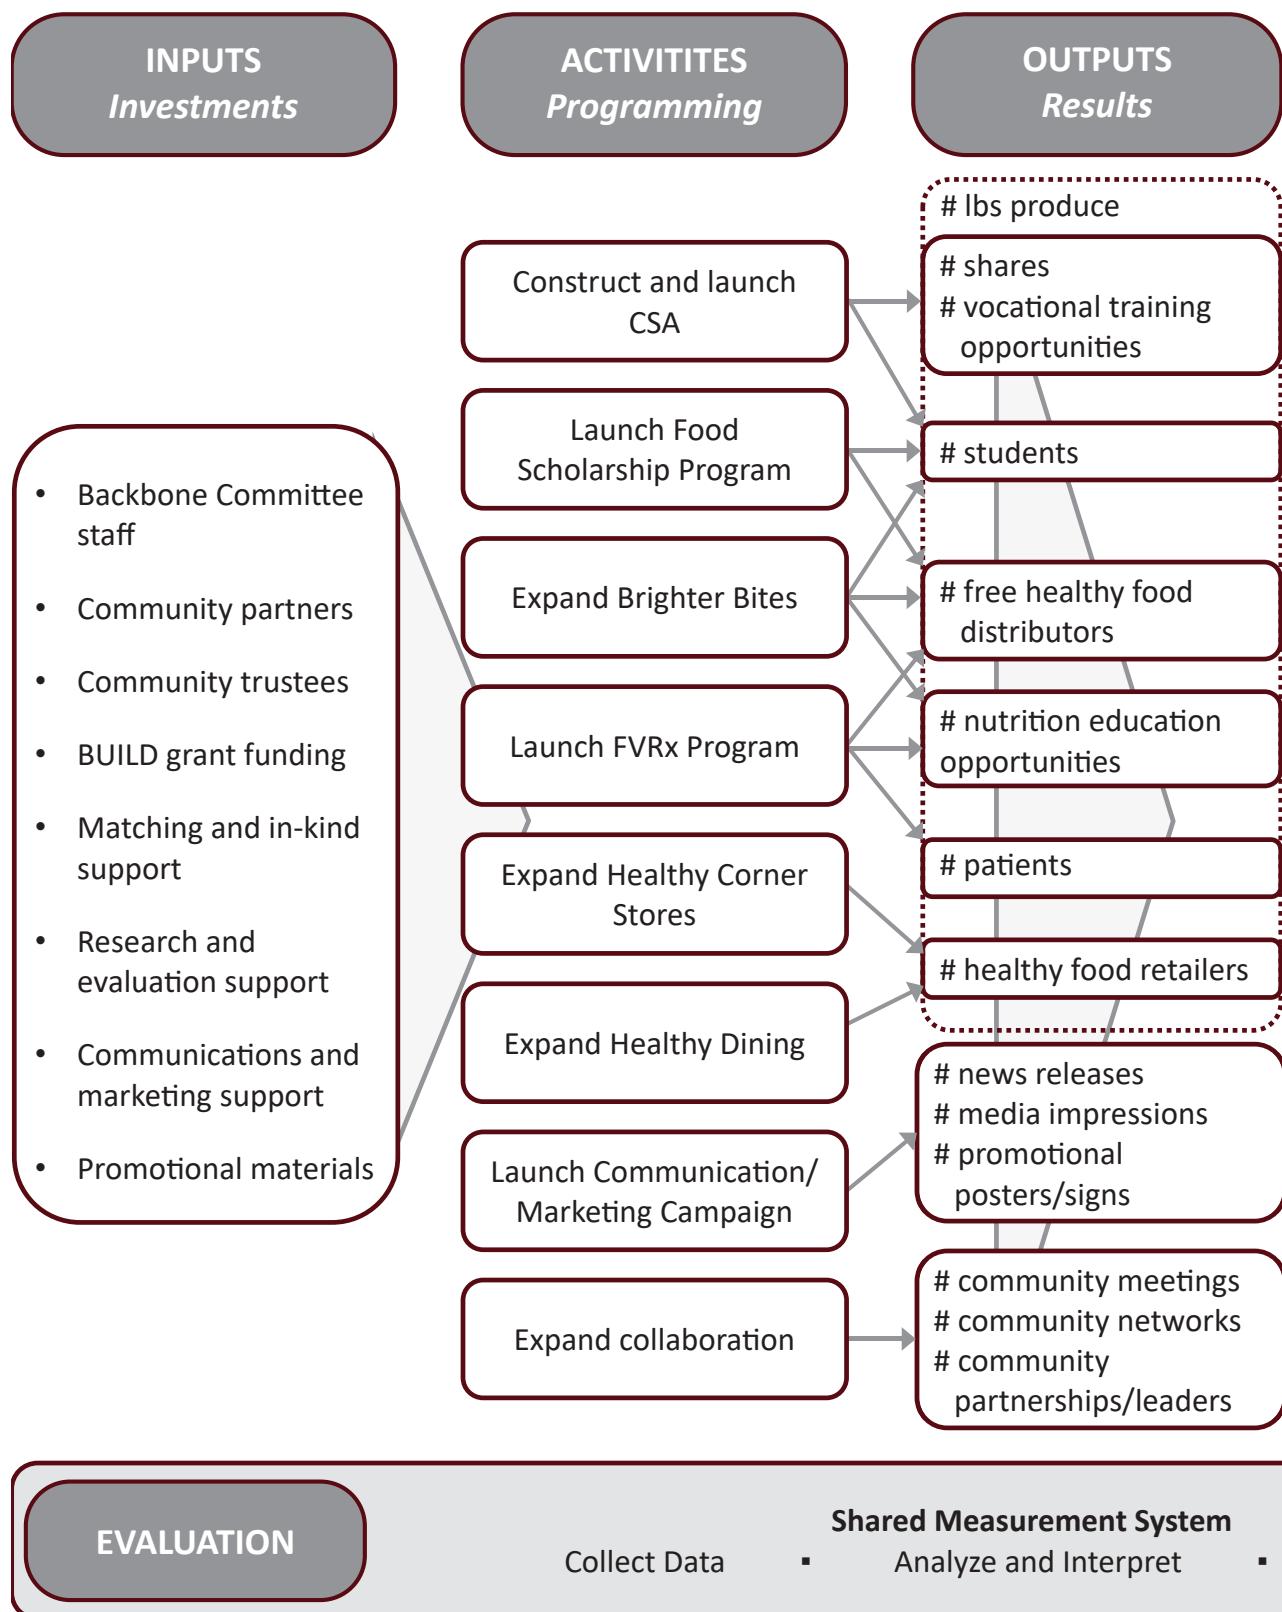 INPUTS
Investments
ACTIVITITES
Programming
OUTPUTS
Results
• Backbone Committee
staff
• Community partners
• Community trustees
• BUILD grant funding
• Matching and in-kind
support
• Research and
evaluation support
• Communications and
marketing support
• Promotional materials
Construct and launch
CSA
Launch Food
Scholarship Program
Expand Brighter Bites
Launch FVRx Program
Expand Healthy Corner
Stores
Expand Healthy Dining
Launch Communication/
Marketing Campaign
Expand collaboration
# lbs produce
# shares
# vocational training
opportunities
# students
# free healthy food
distributors
# nutrition education
opportunities
# patients
# healthy food retailers
# news releases
# media impressions
# promotional
posters/signs
# community meetings
# community networks
# community
partnerships/leaders
EVALUATION
Shared Measurement System
Collect Data ▪ Analyze and Interpret ▪